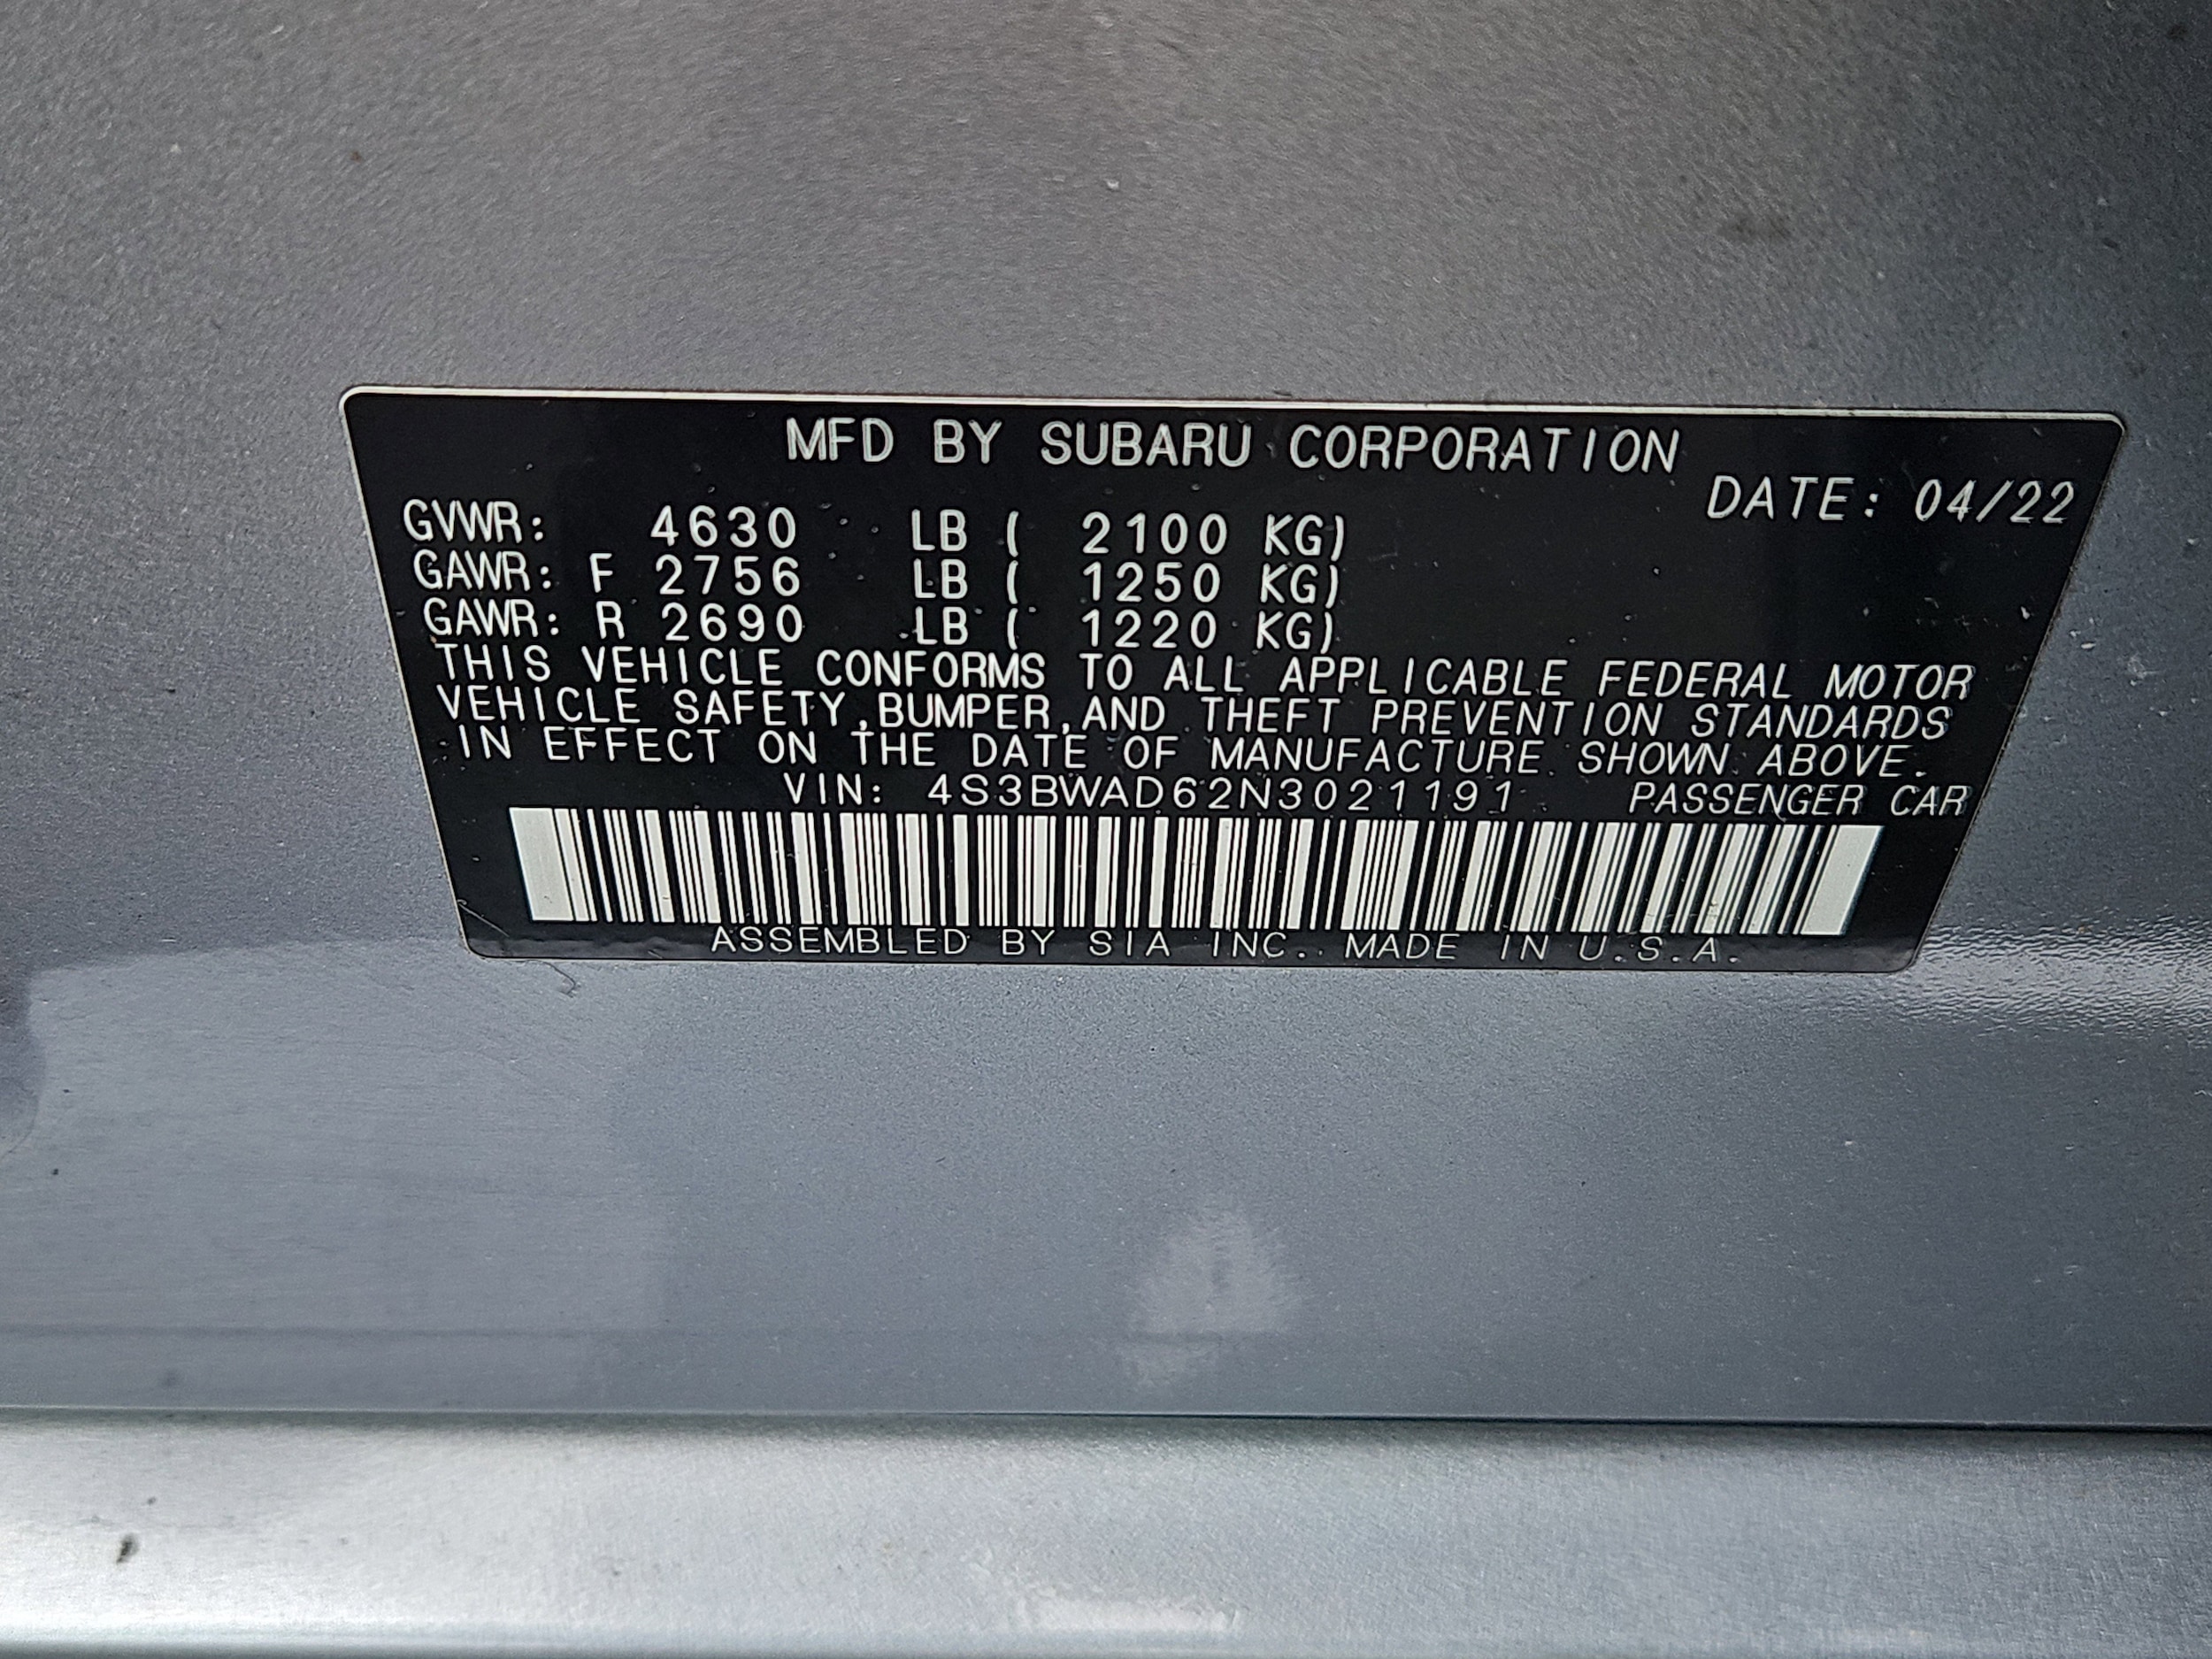 MFD BY SUBARU CORPORATION
DATE: 04/22
GVWR: 4630 LB ( 2100 KG)
GAWR: F 2756 LB ( 1250 KG)
GAWR: R 2690 LB ( 1220 KG)
THIS VEHICLE CONFORMS TO ALL APPLICABLE FEDERAL MOTOR
VEHICLE SAFETY,BUMPER,AND THEFT PREVENTION STANDARDS
IN EFFECT ON THE DATE OF MANUFACTURE SHOWN ABOVE.
VIN: 4S3BWAD62N3021191 PASSENGER CAR
ASSEMBLED BY SIA INC. MADE IN U.S.A.